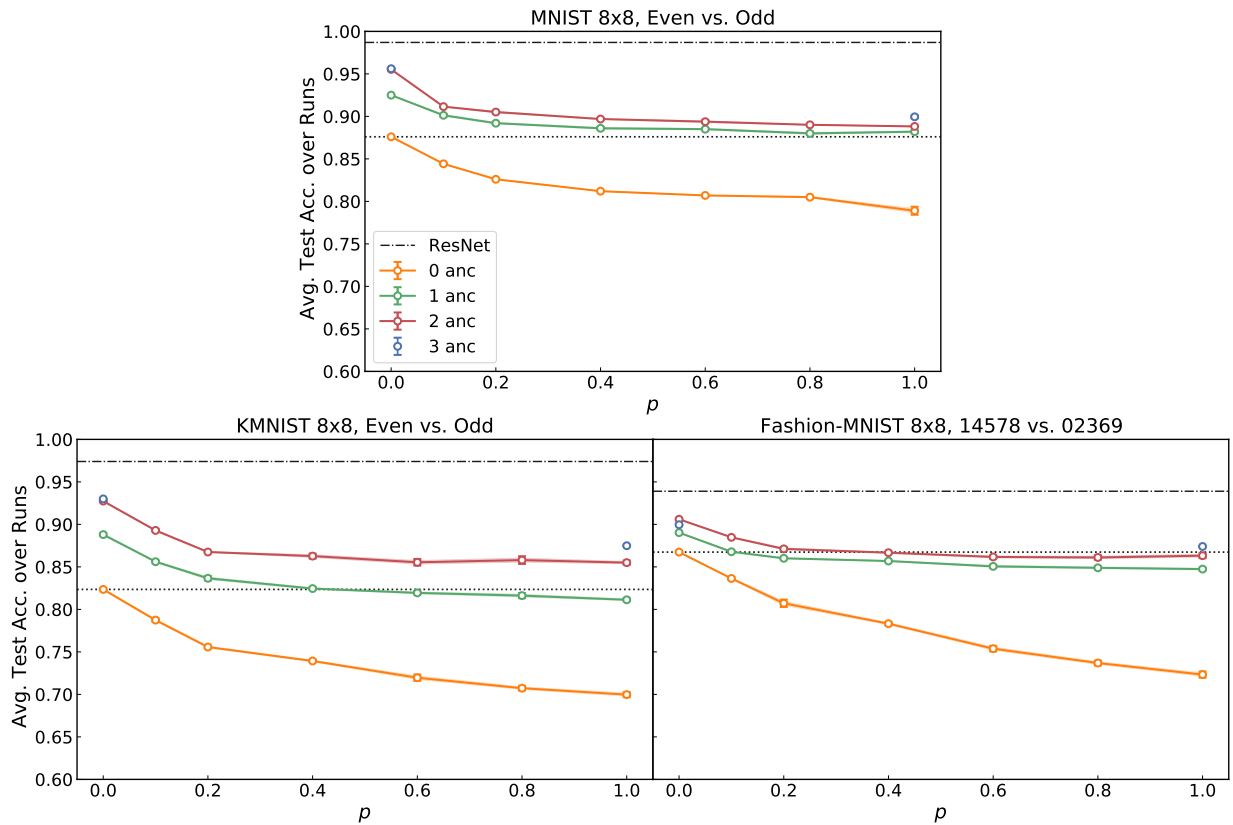 MNIST 8x8, Even vs. Odd
Avg. Test Acc. over Runs
1.00
0.95
0.90
0.85
0.80
0.75
0.70
0.65
0.60
ResNet
0 anc
1 anc
2 anc
3 anc
0.0 0.2 0.4 0.6 0.8 1.0
p
KMNIST 8x8, Even vs. Odd
Avg. Test Acc. over Runs
1.00
0.95
0.90
0.85
0.80
0.75
0.70
0.65
0.60
0.0 0.2 0.4 0.6 0.8 1.0
p
Fashion-MNIST 8x8, 14578 vs. 02369
0.0 0.2 0.4 0.6 0.8 1.0
p